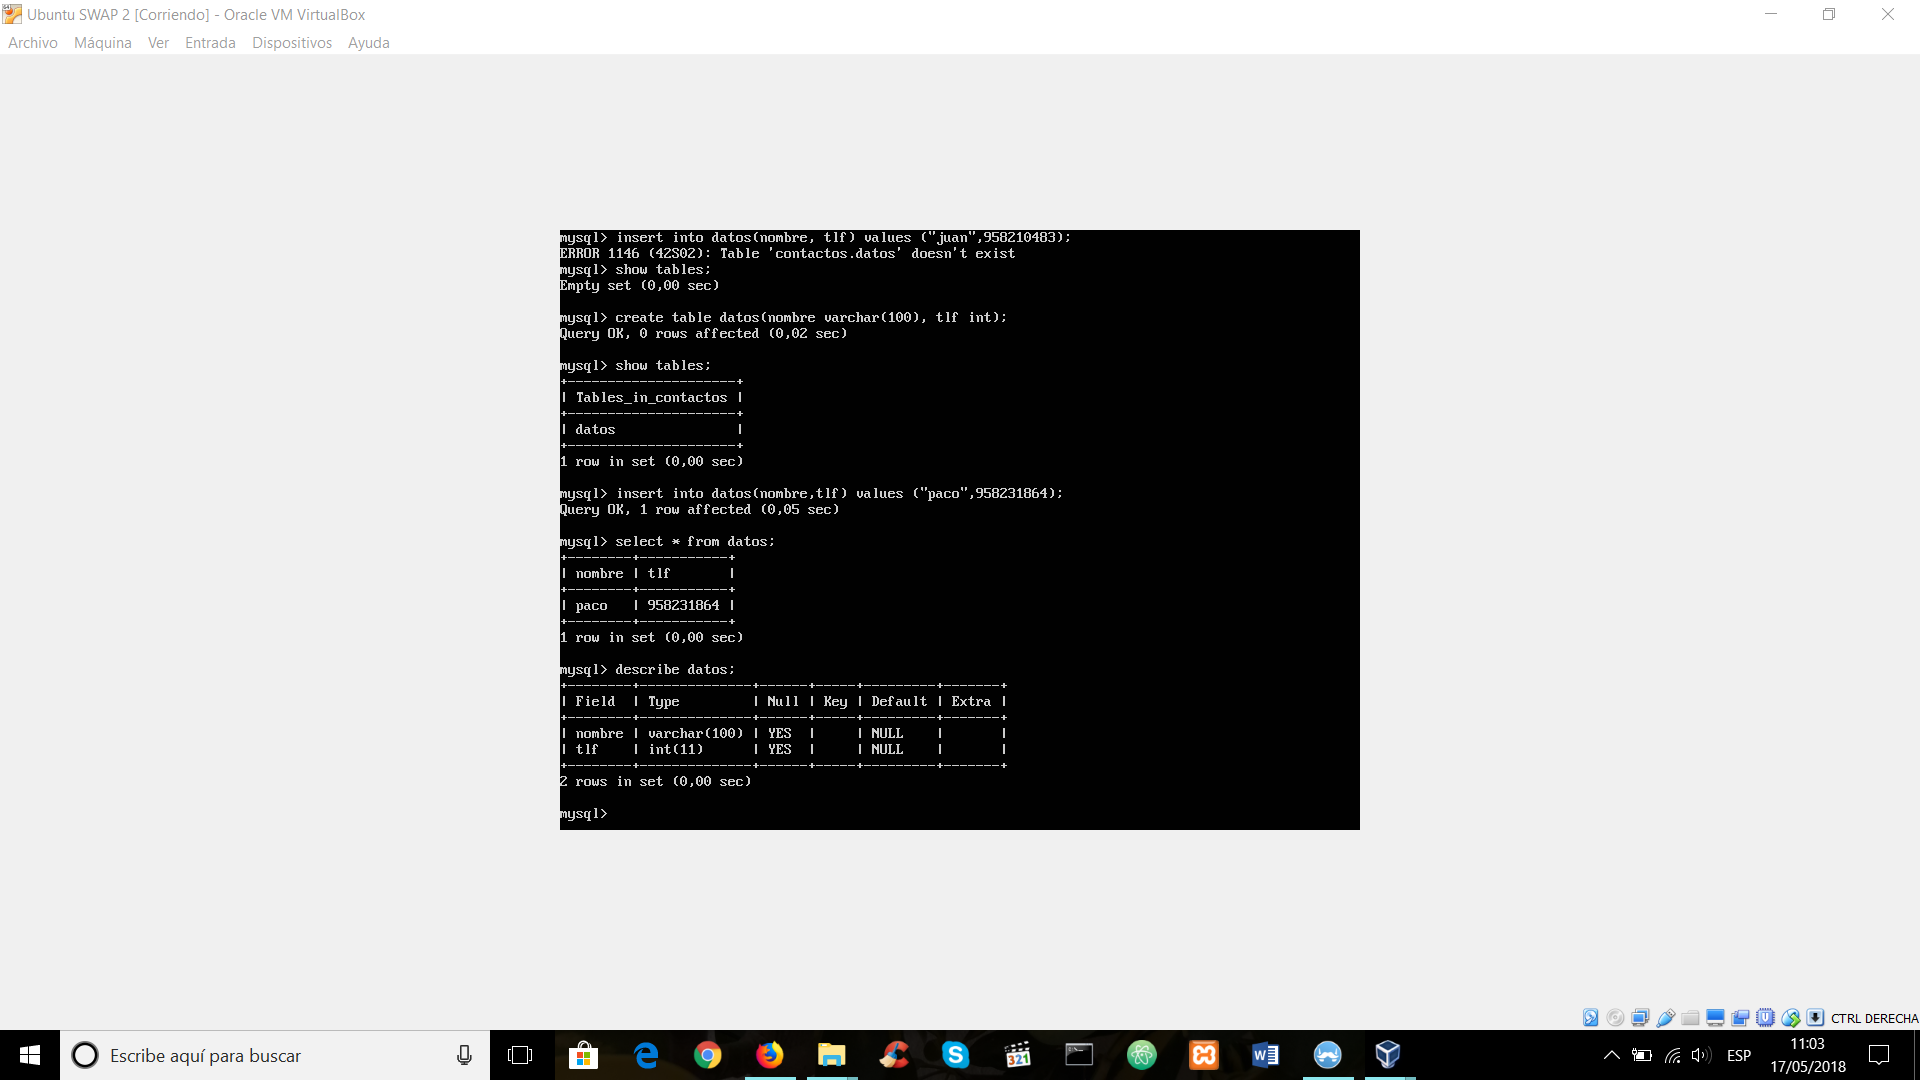 Ubuntu SWAP 2 [Corriendo] - Oracle VM VirtualBox
Archivo Máquina Ver Entrada Dispositivos Ayuda
mysql> insert into datos(nombre, tlf) values ("juan",958210483);
ERROR 1146 (42S02): Table 'contactos.datos' doesn't exist
mysql> show tables;
Empty set (0,00 sec)
mysql> create table datos(nombre varchar(100), tlf int);
Query OK, 0 rows affected (0,02 sec)
mysql> show tables;
+---------------------+
| Tables_in_contactos |
+---------------------+
| datos               |
+---------------------+
1 row in set (0,00 sec)
mysql> insert into datos(nombre,tlf) values ("paco",958231864);
Query OK, 1 row affected (0,05 sec)
mysql> select * from datos;
+--------+-----------+
| nombre | tlf       |
+--------+-----------+
| paco   | 958231864 |
+--------+-----------+
1 row in set (0,00 sec)
mysql> describe datos;
+--------+--------------+------+-----+---------+-------+
| Field  | Type         | Null | Key | Default | Extra |
+--------+--------------+------+-----+---------+-------+
| nombre | varchar(100) | YES  |     | NULL    |       |
| tlf    | int(11)      | YES  |     | NULL    |       |
+--------+--------------+------+-----+---------+-------+
2 rows in set (0,00 sec)
mysql>
CTRL DERECHA
Escribe aquí para buscar
321
ESP
11:03
17/05/2018